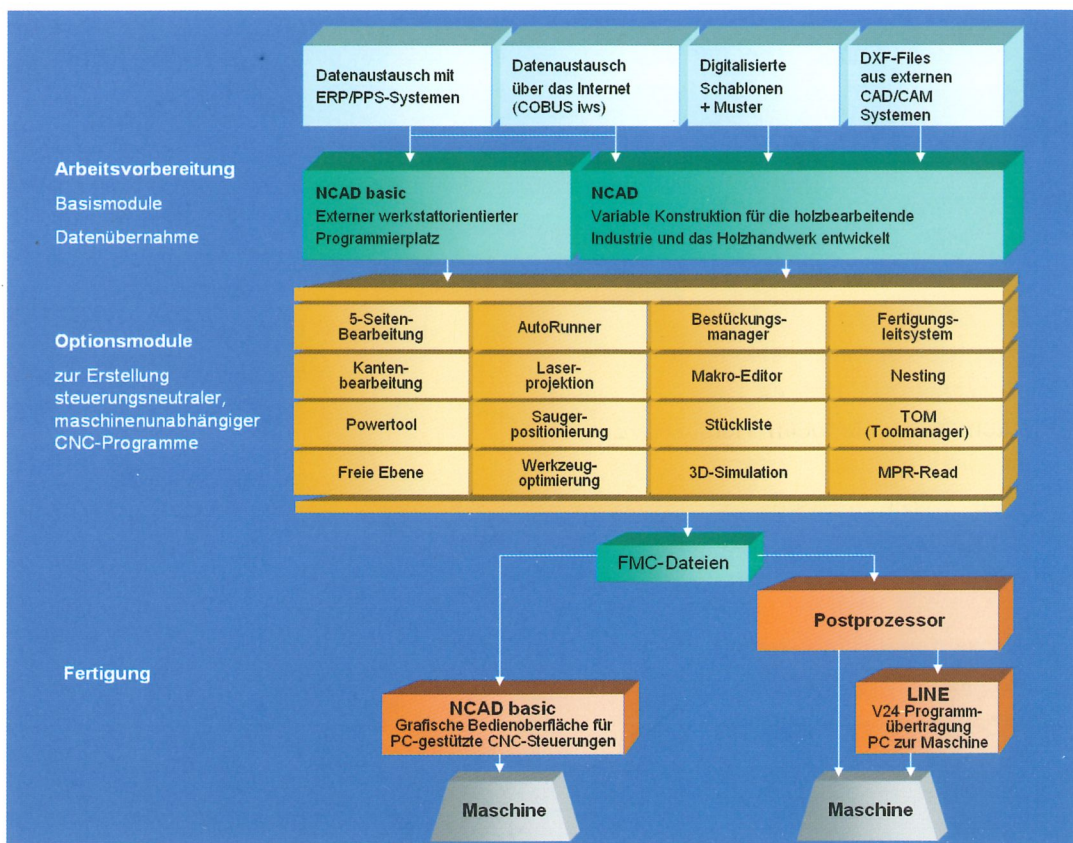 Datenaustausch mit
ERP/PPS-Systemen
Datenaustausch
über das Internet
(COBUS iws)
Digitalisierte
Schablonen
+ Muster
DXF-Files
aus externen
CAD/CAM
Systemen
Arbeitsvorbereitung
Basismodule
Datenübernahme
NCAD basic
Externer werkstattorientierter
Programmierplatz
NCAD
Variable Konstruktion für die holzbearbeitende
Industrie und das Holzhandwerk entwickelt
Optionsmodule
zur Erstellung
steuerungsneutraler,
maschinenunabhängiger
CNC-Programme
5-Seiten-
Bearbeitung
AutoRunner
Bestückungs-
manager
Fertigungs-
leitsystem
Kanten-
bearbeitung
Laser-
projektion
Makro-Editor
Nesting
Powertool
Sauger-
positionierung
Stückliste
TOM
(Toolmanager)
Freie Ebene
Werkzeug-
optimierung
3D-Simulation
MPR-Read
FMC-Dateien
Postprozessor
Fertigung
NCAD basic
Grafische Bedienoberfläche für
PC-gestützte CNC-Steuerungen
LINE
V24 Programm-
übertragung
PC zur Maschine
Maschine
Maschine